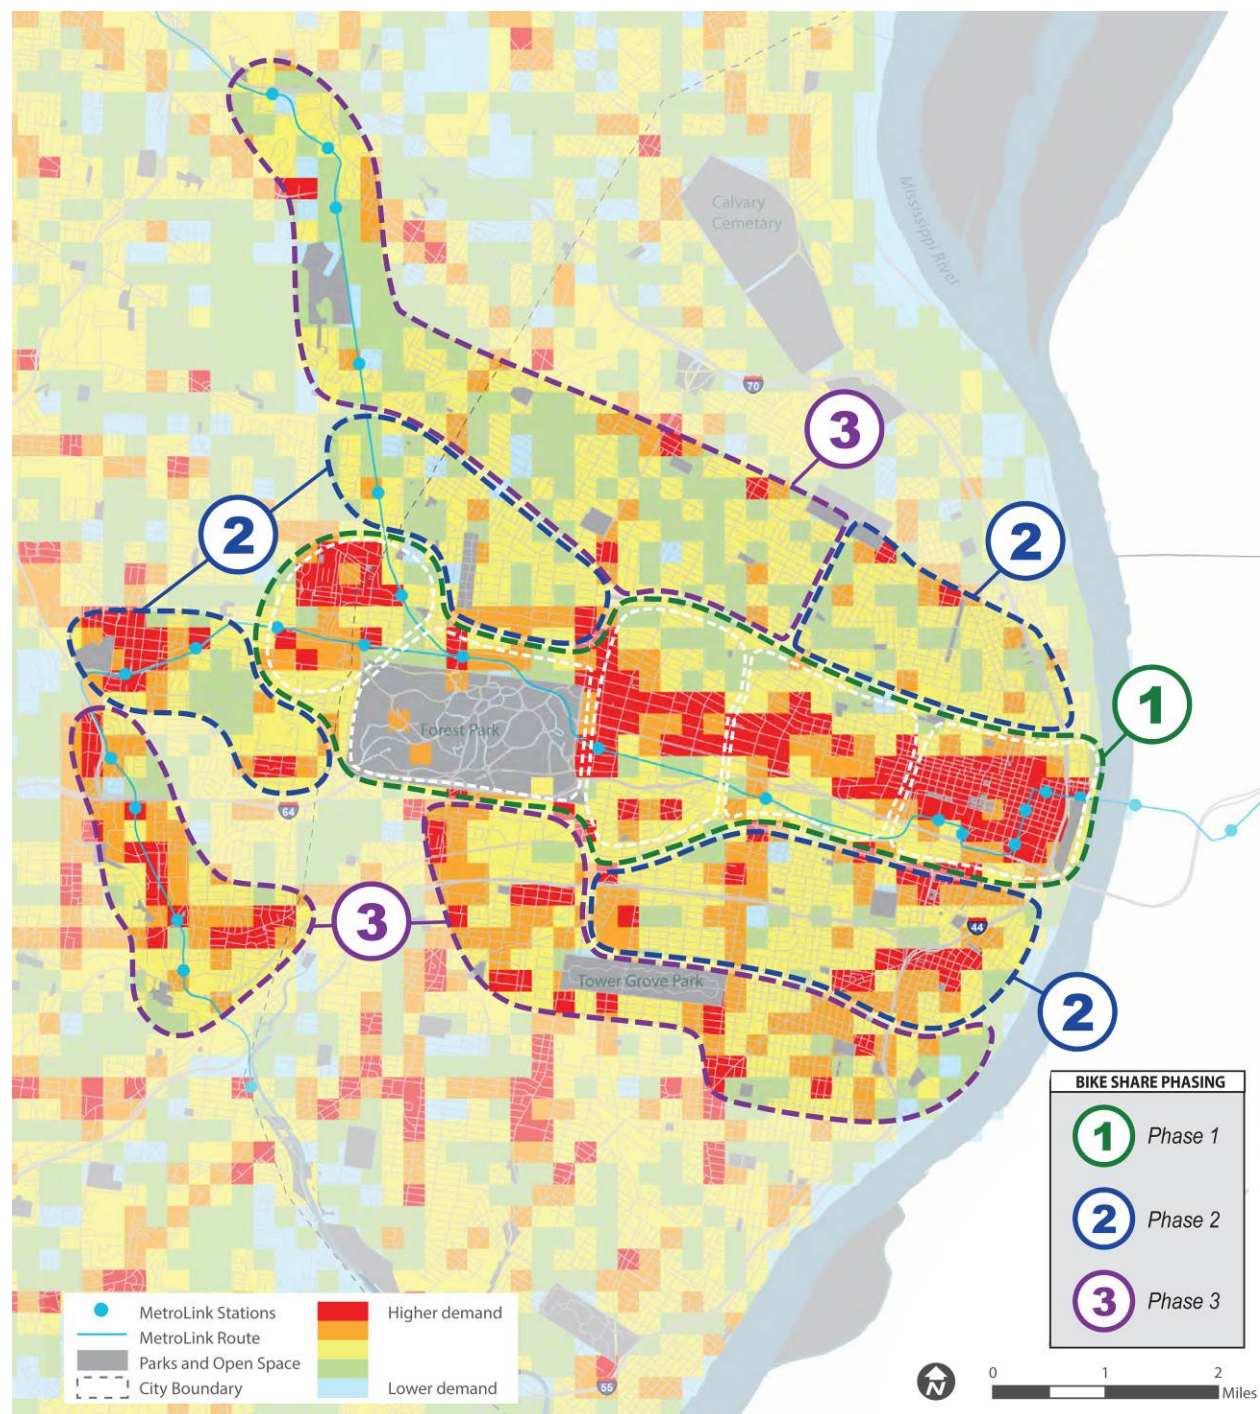 Calvary
Cemetary
Mississippi River
70
3
2
2
1
Forest Park
64
3
44
Tower Grove Park
2
BIKE SHARE PHASING
1 Phase 1
2 Phase 2
3 Phase 3
MetroLink Stations
MetroLink Route
Parks and Open Space
City Boundary
Higher demand
Lower demand
55
N
0 1 2
Miles